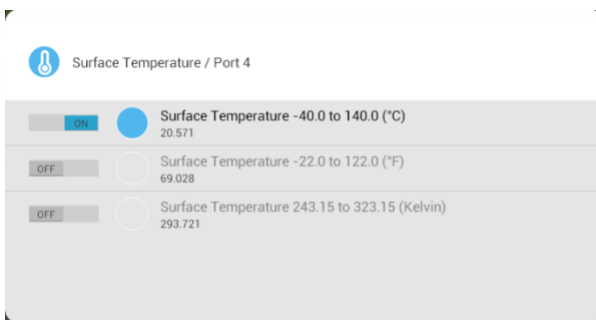 Surface Temperature / Port 4
ON
Surface Temperature -40.0 to 140.0 (°C)
20.571
OFF
Surface Temperature -22.0 to 122.0 (°F)
69.028
OFF
Surface Temperature 243.15 to 323.15 (Kelvin)
293.721